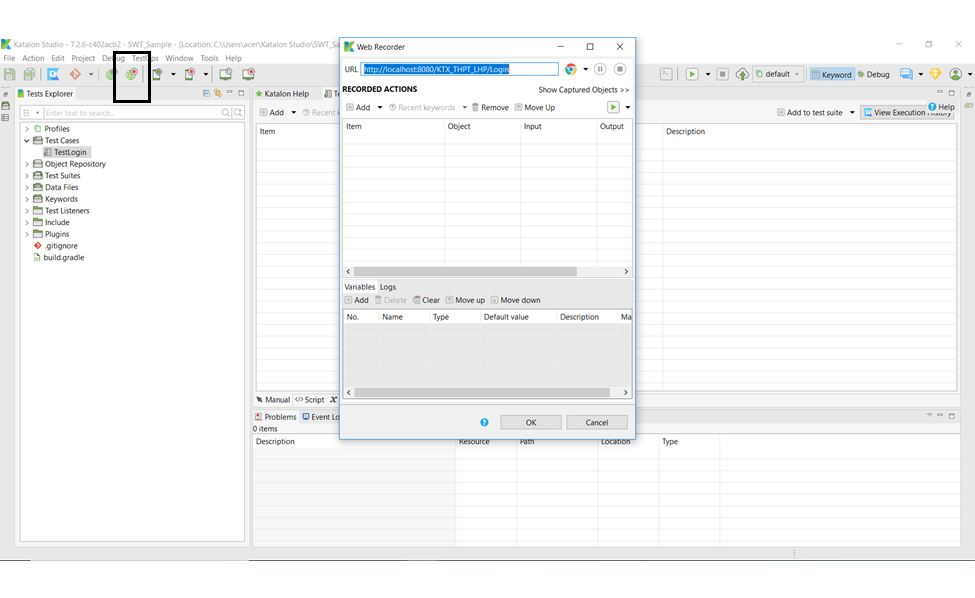 Katalon Studio - 7.2.6-c402acb2 - SWT_Sample - [Location: C:\Users\acer\Katalon Studio\SWT_Sa
File Action Edit Project Debug TestOps Window Tools Help
default Keyword Debug
Tests Explorer
Enter text to search...
Profiles
Test Cases
TestLogin
Object Repository
Test Suites
Data Files
Keywords
Test Listeners
Include
Plugins
.gitignore
build.gradle
Katalon Help
Help
Add Recent k
Add to test suite View Execution History
Item Description
Manual Script
Web Recorder
URL http://localhost:8080/KTX_THPT_LHP/Login
RECORDED ACTIONS Show Captured Objects >>
Add Recent keywords Remove Move Up
Item Object Input Output
Variables Logs
Add Delete Clear Move up Move down
No. Name Type Default value Description Ma
OK Cancel
Problems Event Lo
0 items
Description Resource Path Location Type